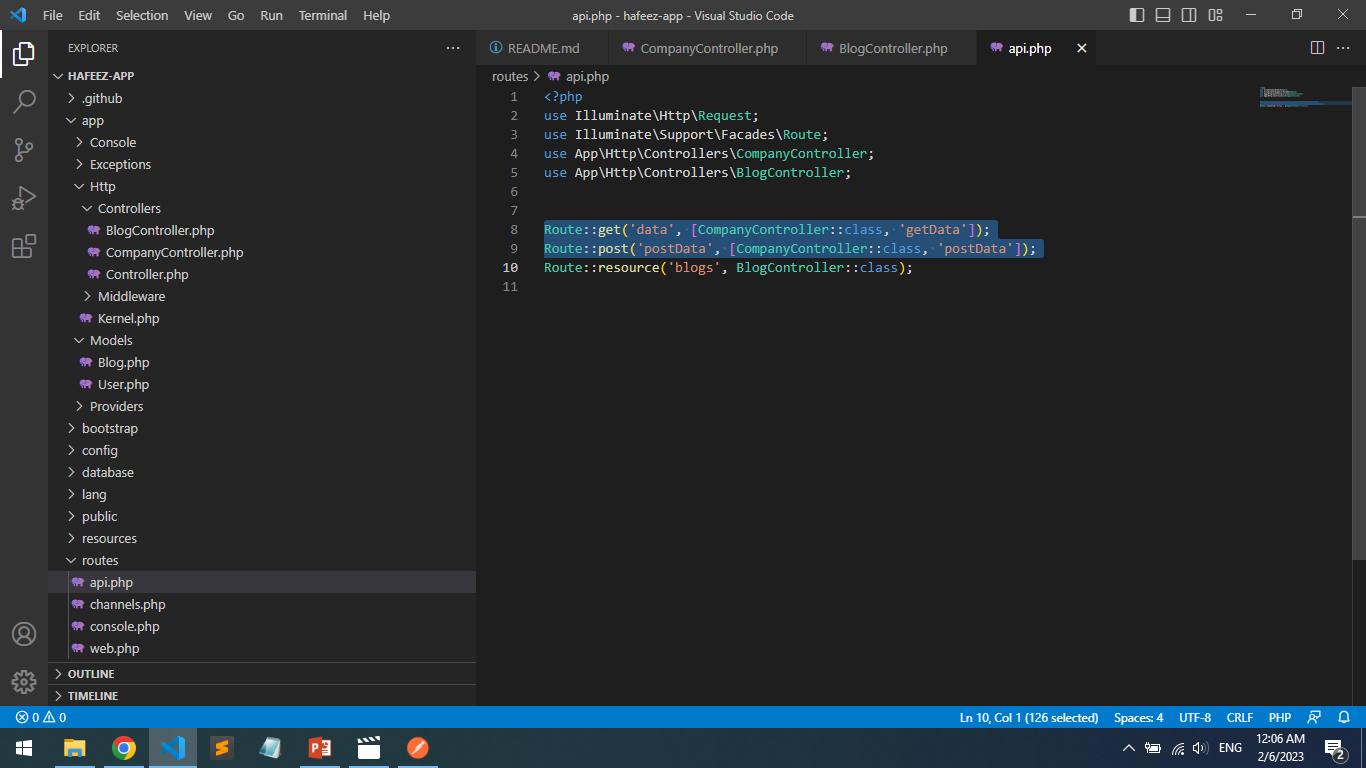 File Edit Selection View Go Run Terminal Help
api.php - hafeez-app - Visual Studio Code
EXPLORER
HAFEEZ-APP
.github
app
Console
Exceptions
Http
Controllers
BlogController.php
CompanyController.php
Controller.php
Middleware
Kernel.php
Models
Blog.php
User.php
Providers
bootstrap
config
database
lang
public
resources
routes
api.php
channels.php
console.php
web.php
OUTLINE
TIMELINE
README.md CompanyController.php BlogController.php api.php
routes > api.php
1 <?php
2 use Illuminate\Http\Request;
3 use Illuminate\Support\Facades\Route;
4 use App\Http\Controllers\CompanyController;
5 use App\Http\Controllers\BlogController;
6
7
8 Route::get('data', [CompanyController::class, 'getData']);
9 Route::post('postData', [CompanyController::class, 'postData']);
10 Route::resource('blogs', BlogController::class);
11
0 0
Ln 10, Col 1 (126 selected) Spaces: 4 UTF-8 CRLF PHP
ENG
12:06 AM
2/6/2023
2